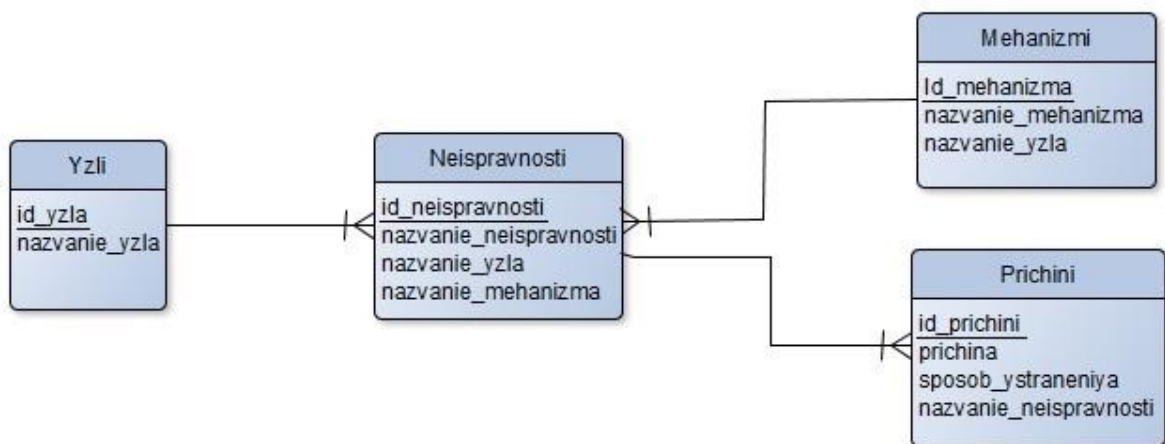 Yzli
id_yzla
nazvanie_yzla
Neispravnosti
id_neispravnosti
nazvanie_neispravnosti
nazvanie_yzla
nazvanie_mehanizma
Mehanizmi
Id_mehanizma
nazvanie_mehanizma
nazvanie_yzla
Prichini
id_prichini
prichina
sposob_ystraneniya
nazvanie_neispravnosti